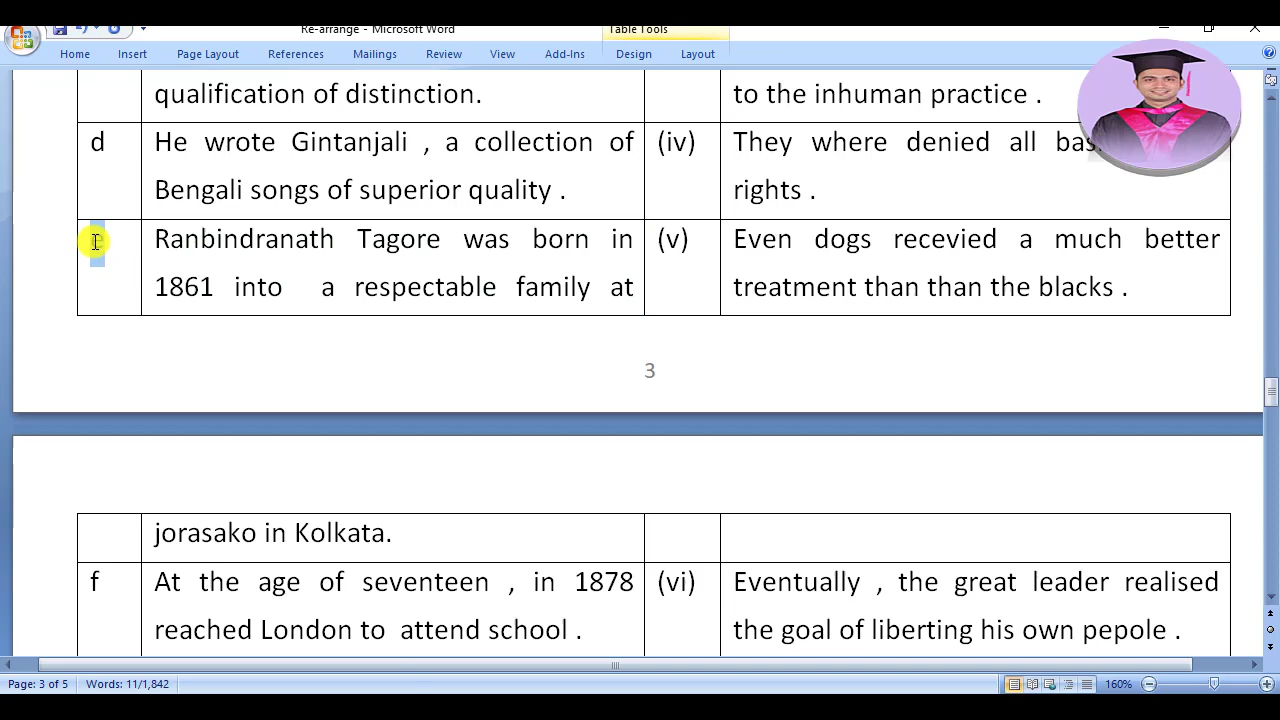 Re-arrange - Microsoft Word
Table Tools
Home Insert Page Layout References Mailings Review View Add-Ins Design Layout
qualification of distinction.
to the inhuman practice .
d
He wrote Gintanjali , a collection of
Bengali songs of superior quality .
(iv)
They where denied all
rights .
e
Ranbindranath Tagore was born in
1861 into a respectable family at
(v)
Even dogs recevied a much better
treatment than than the blacks .
3
jorasako in Kolkata.
f
At the age of seventeen , in 1878
reached London to attend school .
(vi)
Eventually , the great leader realised
the goal of liberting his own pepole .
Page: 3 of 5 Words: 11/1,842 160%